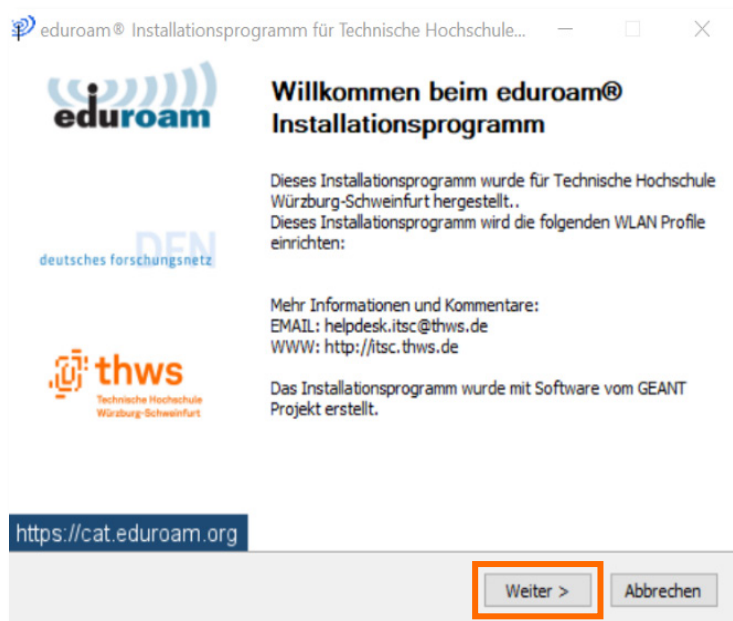 eduroam® Installationsprogramm für Technische Hochschule...
eduroam
Willkommen beim eduroam®
Installationsprogramm
Dieses Installationsprogramm wurde für Technische Hochschule
Würzburg-Schweinfurt hergestellt..
Dieses Installationsprogramm wird die folgenden WLAN Profile
einrichten:
DFN
deutsches forschungsnetz
Mehr Informationen und Kommentare:
EMAIL: helpdesk.itsc@thws.de
WWW: http://itsc.thws.de
thws
Technische Hochschule
Würzburg-Schweinfurt
Das Installationsprogramm wurde mit Software vom GEANT
Projekt erstellt.
https://cat.eduroam.org
Weiter >
Abbrechen